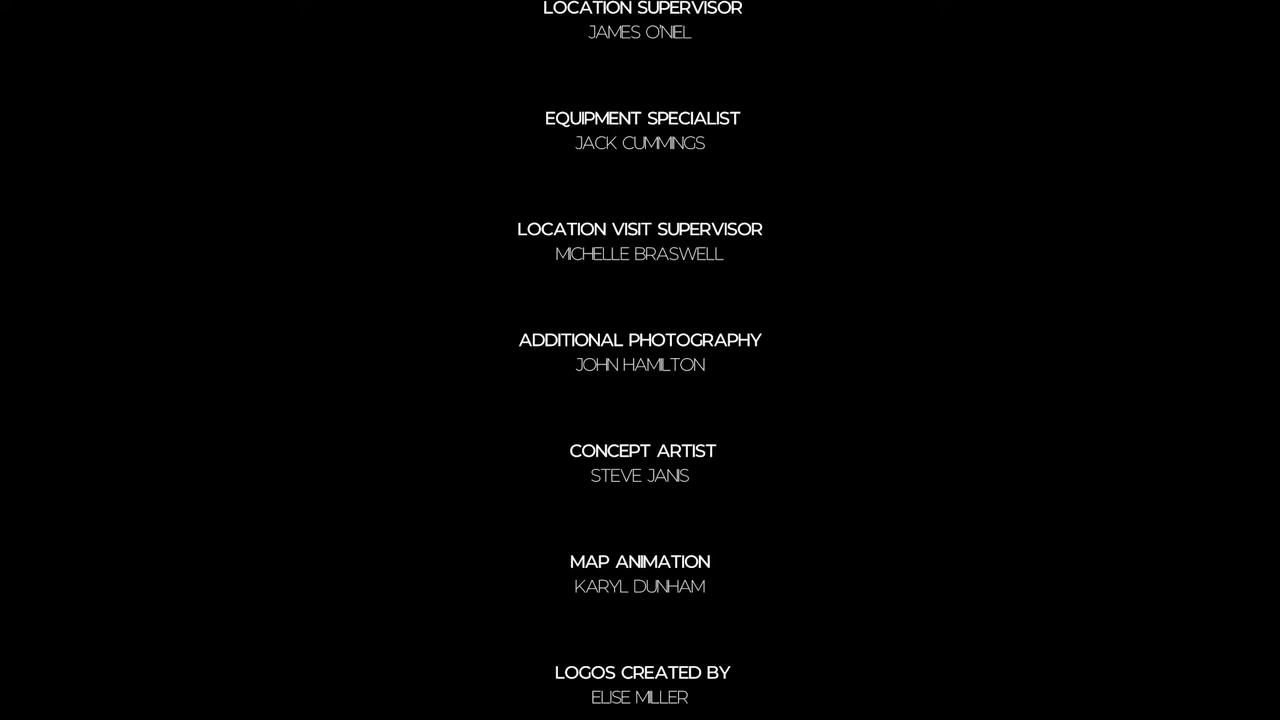 LOCATION SUPERVISOR
JAMES O'NIEL
EQUIPMENT SPECIALIST
JACK CUMMINGS
LOCATION VISIT SUPERVISOR
MICHELLE BRASWELL
ADDITIONAL PHOTOGRAPHY
JOHN HAMILTON
CONCEPT ARTIST
STEVE JANIS
MAP ANIMATION
KARYL DUNHAM
LOGOS CREATED BY
ELISE MILLER